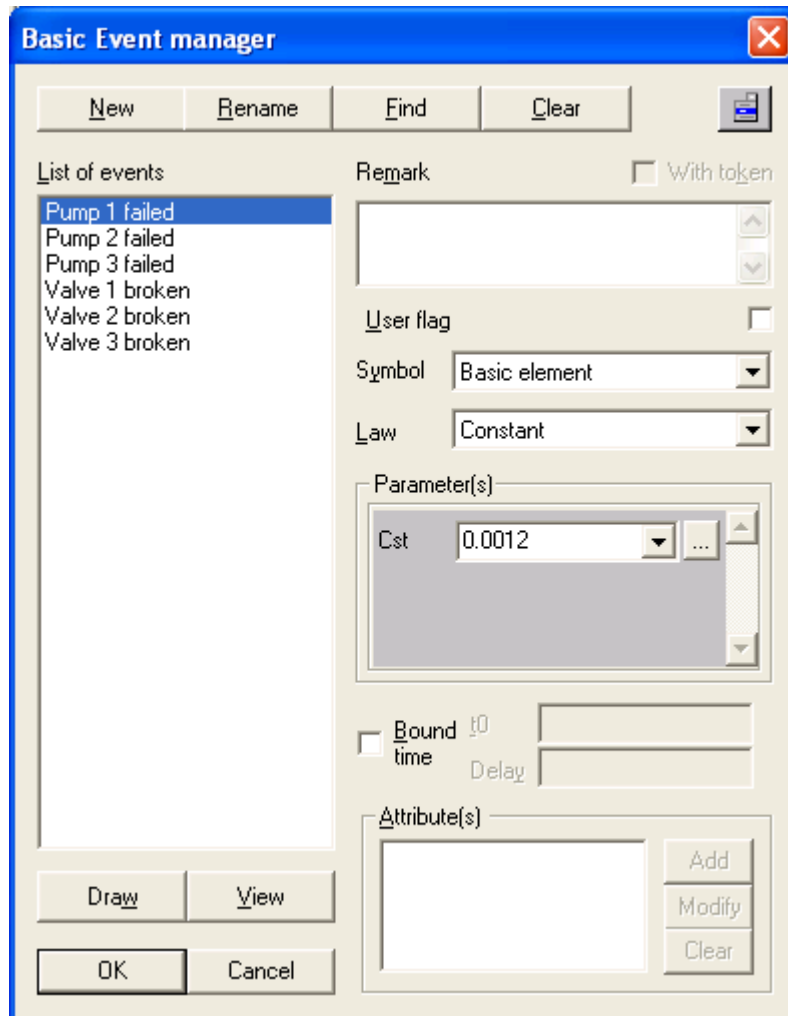 Basic Event manager
New Rename Find Clear
List of events
Pump 1 failed
Pump 2 failed
Pump 3 failed
Valve 1 broken
Valve 2 broken
Valve 3 broken
Remark With token
User flag
Symbol Basic element
Law Constant
Parameter(s)
Cst 0.0012 ...
Bound time t0
Delay
Attribute(s)
Add
Modify
Clear
Draw View
OK Cancel